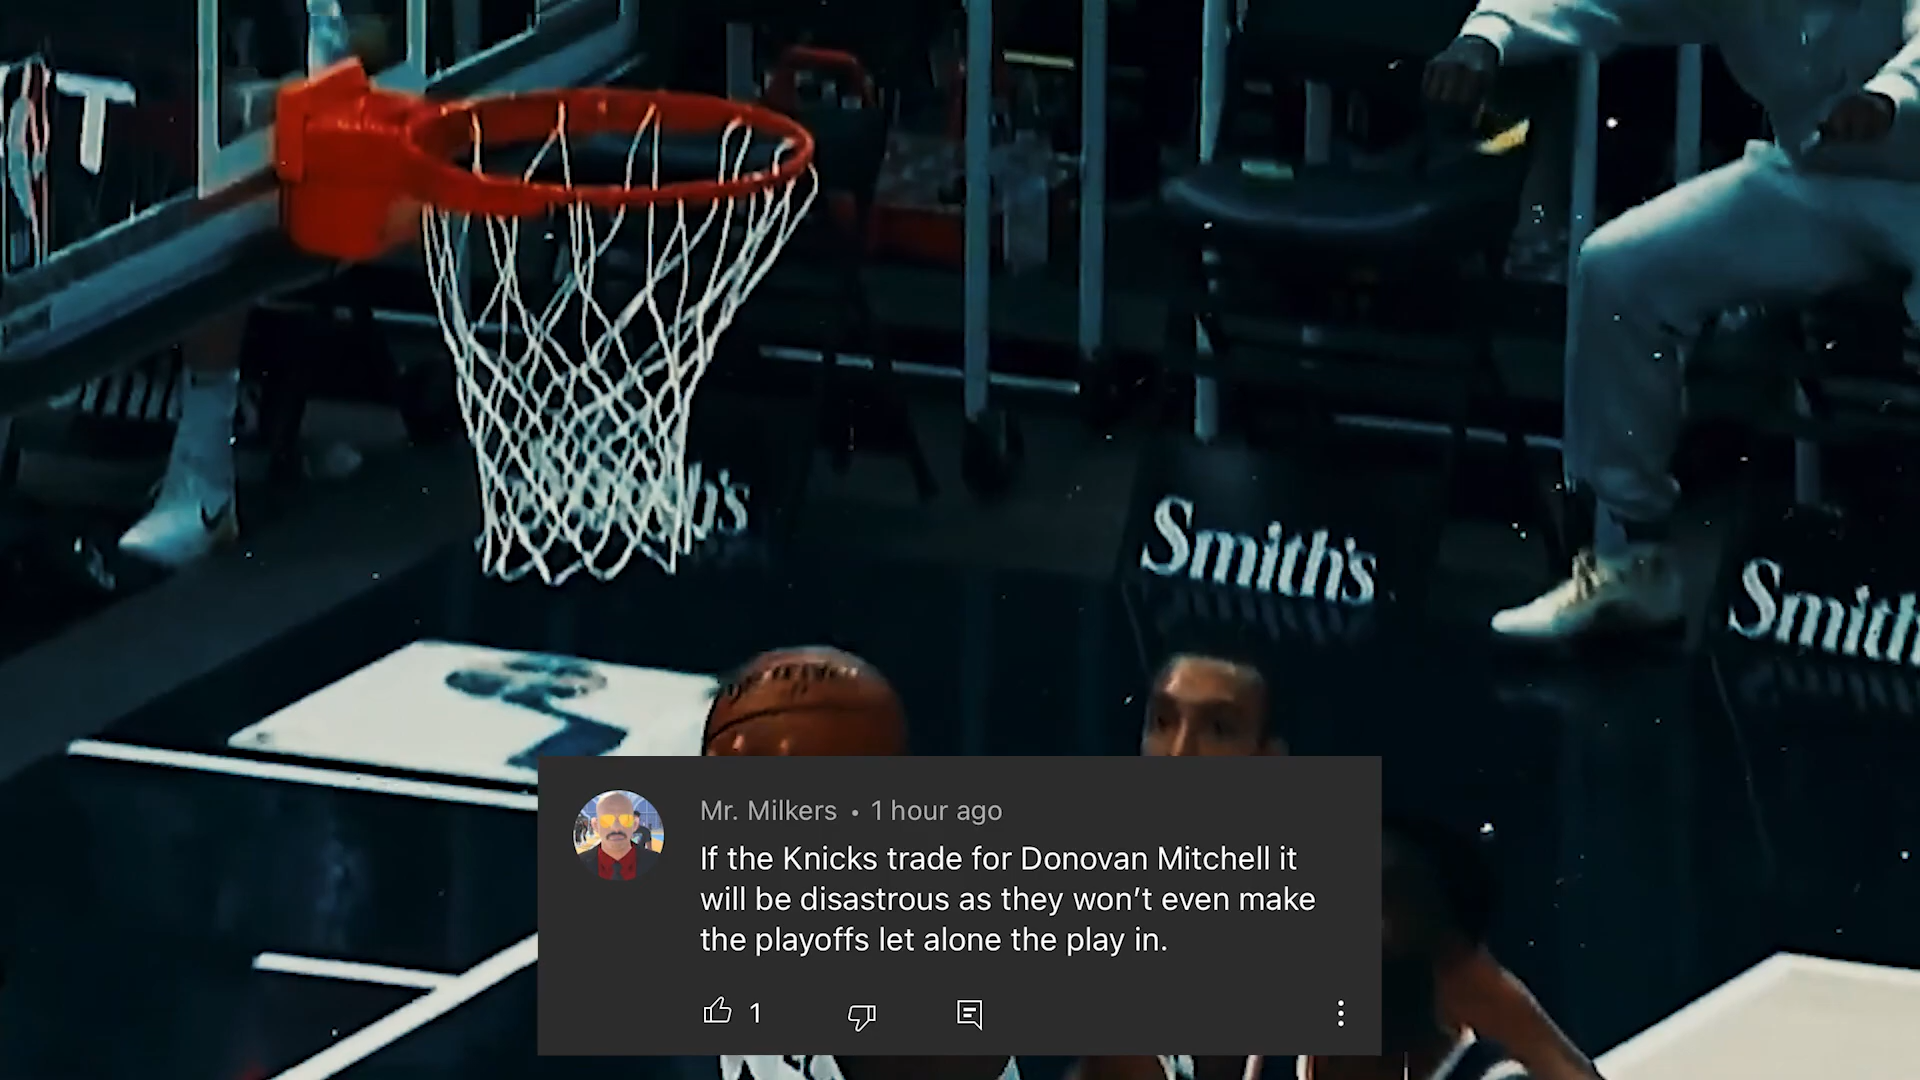 T
Smith's
Smith
Mr. Milkers • 1 hour ago
If the Knicks trade for Donovan Mitchell it
will be disastrous as they won’t even make
the playoffs let alone the play in.
1